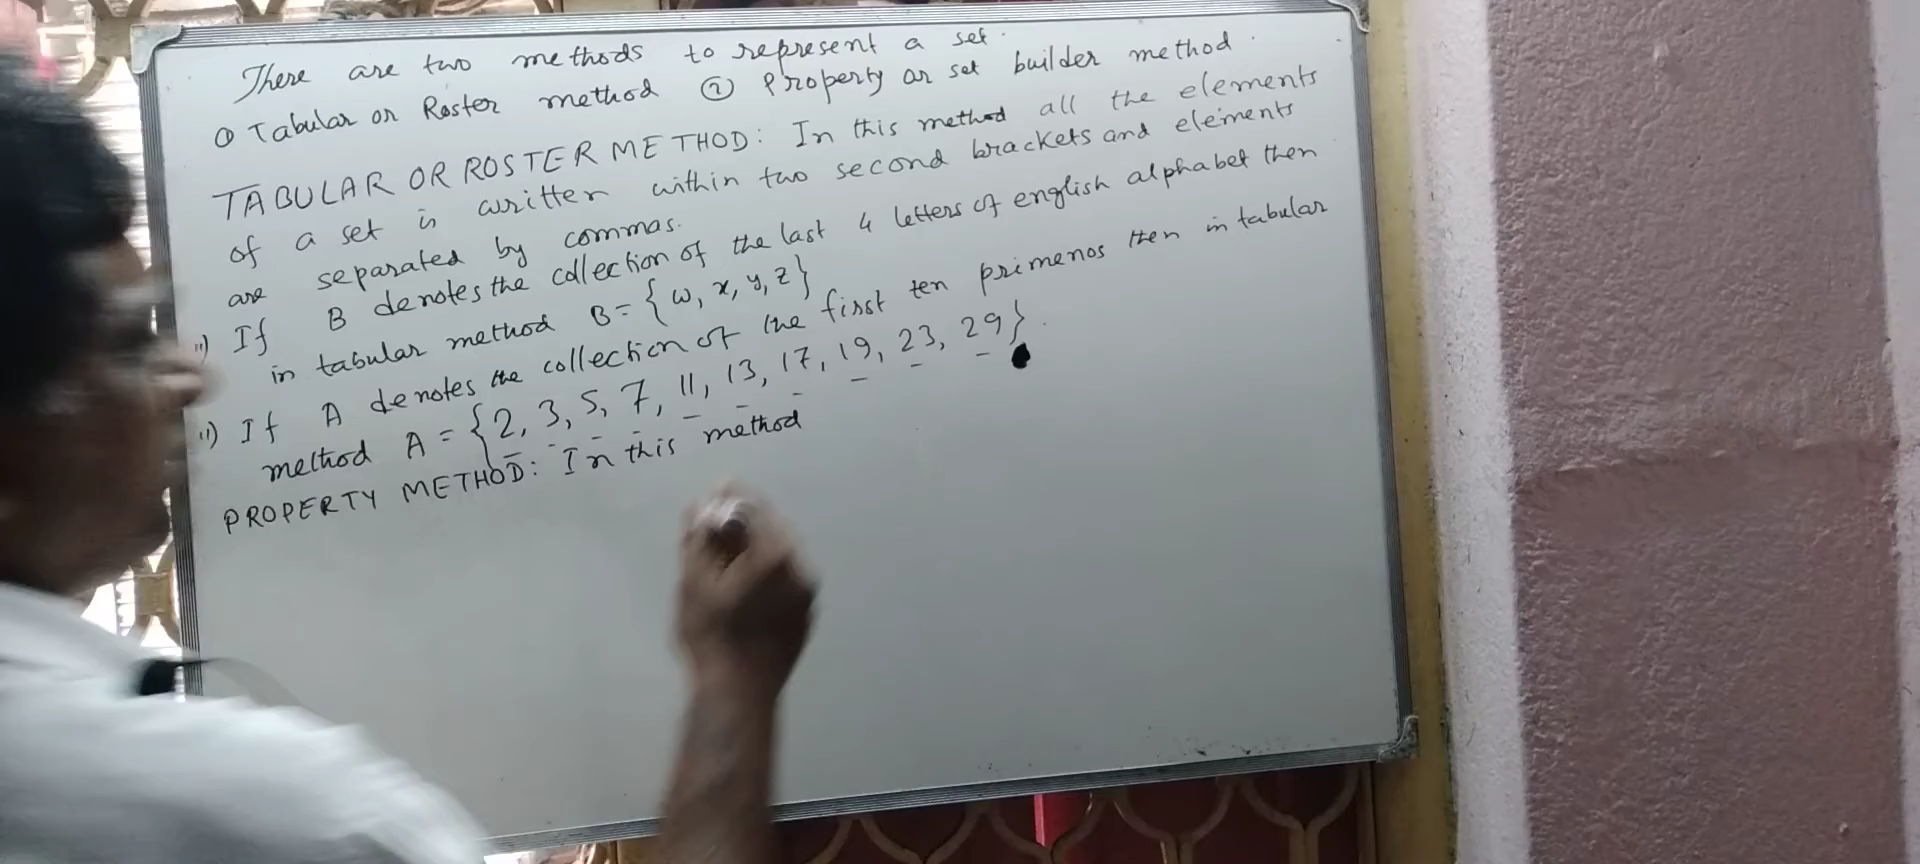 There are two methods to represent a set.
① Tabular or Roster method ② Property or set builder method.
TABULAR OR ROSTER METHOD: In this method all the elements
of a set is written within two second brackets and elements
are separated by commas.
ii) If B denotes the collection of the last 4 letters of english alphabet then
in tabular method B = {w, x, y, z}
ii) If A denotes the collection of the first ten primenos then in tabular
method A = {2, 3, 5, 7, 11, 13, 17, 19, 23, 29}.
PROPERTY METHOD: In this method